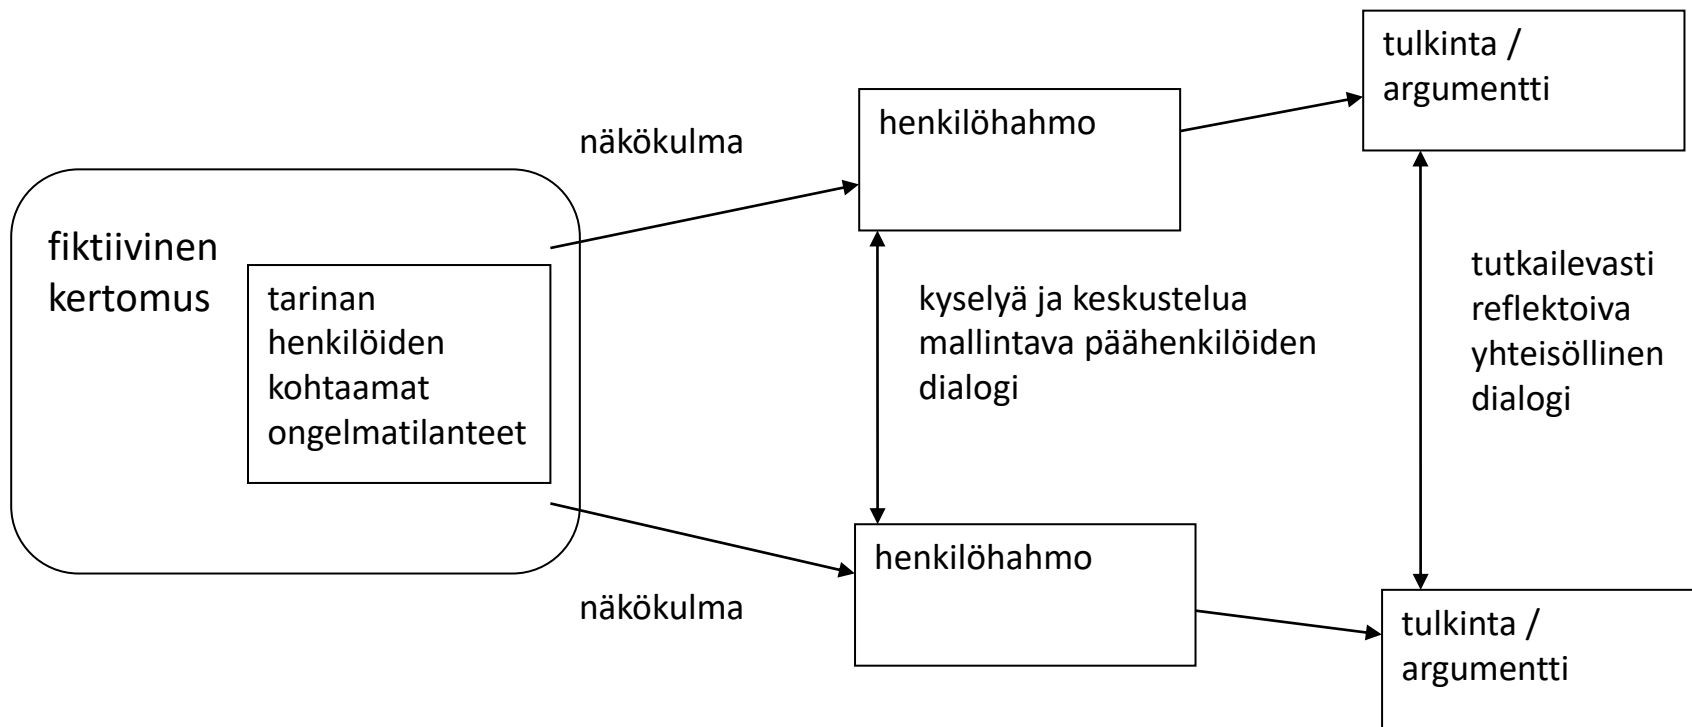 fiktiivinen
kertomus
tarinan
henkilöiden
kohtaamat
ongelmatilanteet
näkökulma
henkilöhahmo
tulkinta /
argumentti
kyselyä ja keskustelua
mallintava päähenkilöiden
dialogi
tutkailevasti
reflektoiva
yhteisöllinen
dialogi
näkökulma
henkilöhahmo
tulkinta /
argumentti